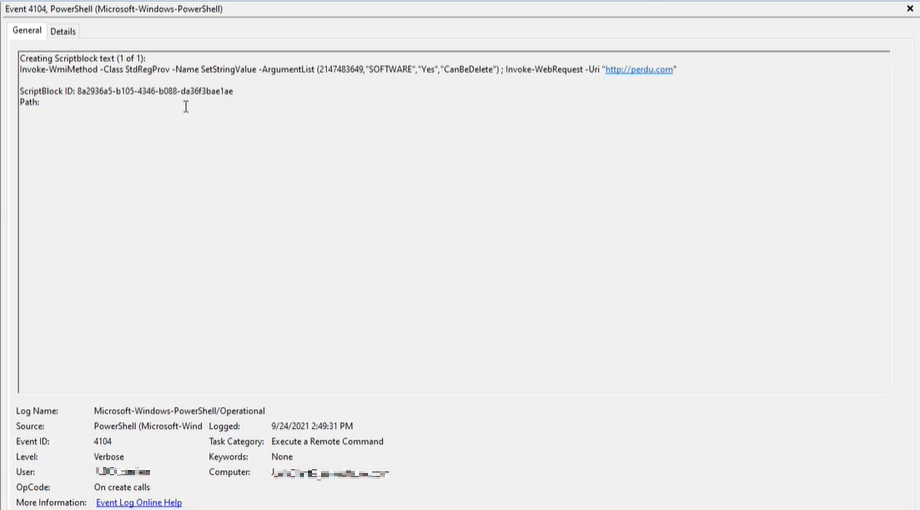 Event 4104, PowerShell (Microsoft-Windows-PowerShell)
General Details
Creating Scriptblock text (1 of 1):
Invoke-WmiMethod -Class StdRegProv -Name SetStringValue -ArgumentList (2147483649,"SOFTWARE","Yes","CanBeDelete") ; Invoke-WebRequest -Uri "http://perdu.com"
ScriptBlock ID: 8a2936a5-b105-4346-b088-da36f3bae1ae
Path:
Log Name: Microsoft-Windows-PowerShell/Operational
Source: PowerShell (Microsoft-Wind Logged: 9/24/2021 2:49:31 PM
Event ID: 4104 Task Category: Execute a Remote Command
Level: Verbose Keywords: None
User: Computer:
OpCode: On create calls
More Information: Event Log Online Help